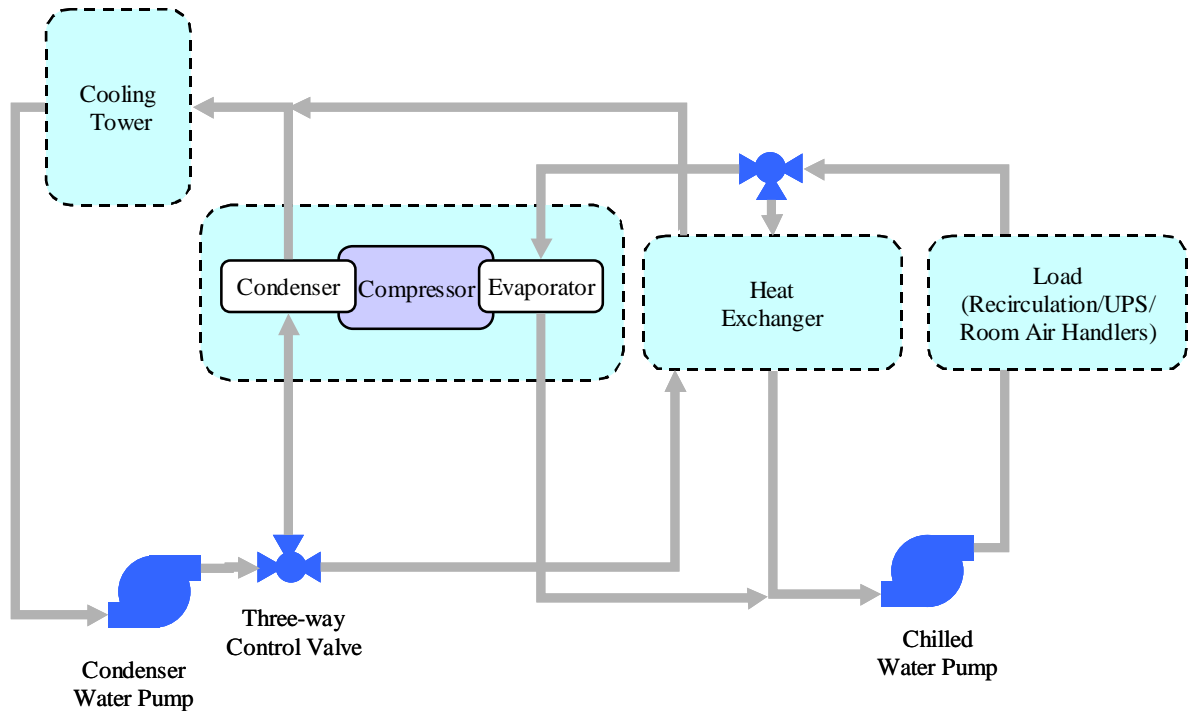 Cooling
Tower
Condenser
Compressor
Evaporator
Heat
Exchanger
Load
(Recirculation/UPS/
Room Air Handlers)
Three-way
Control Valve
Condenser
Water Pump
Chilled
Water Pump